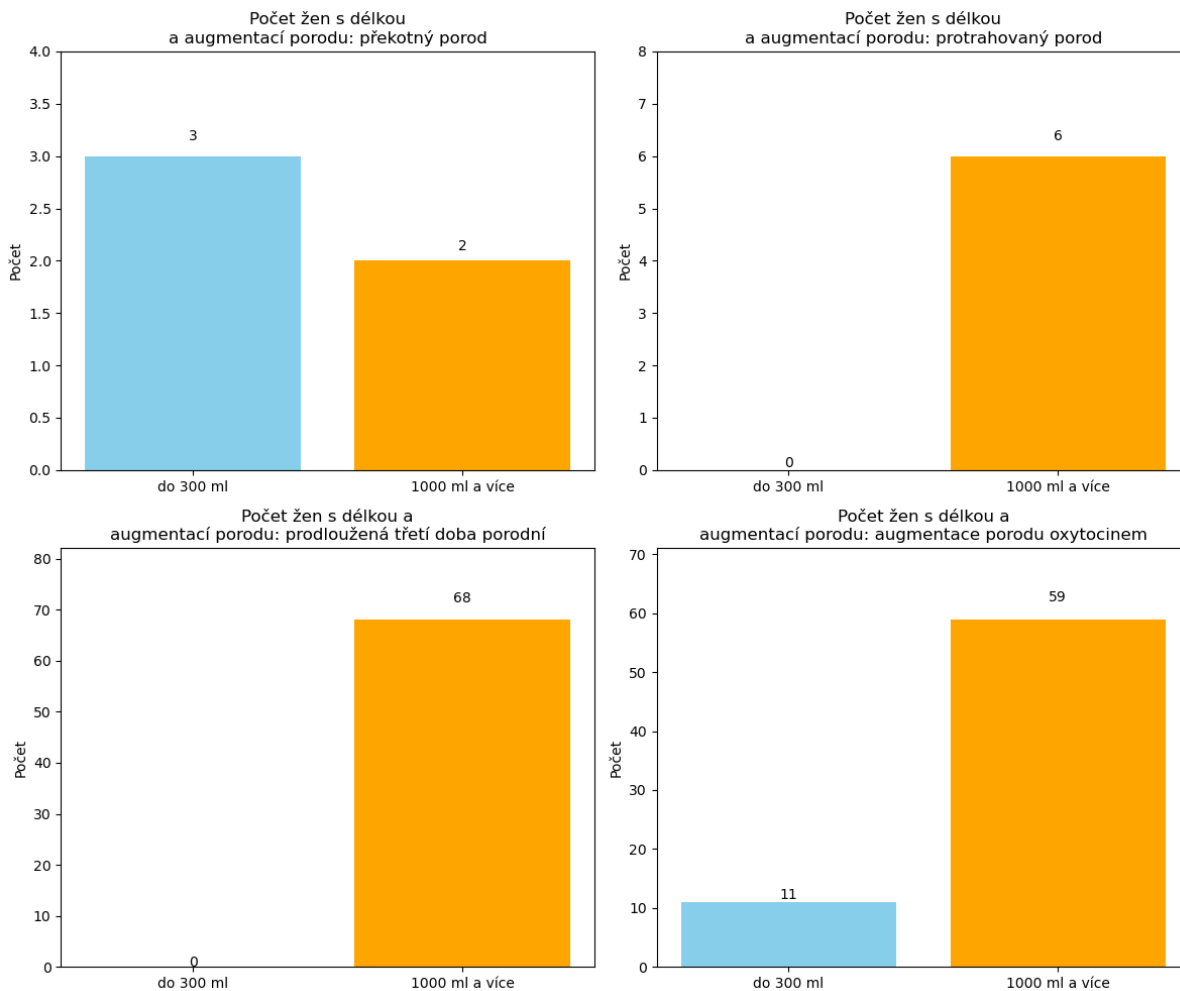 Počet žen s délkou
a augmentací porodu: překotný porod
4.0
3.5
3.0
2.5
2.0
1.5
1.0
0.5
0.0
Počet
3
2
do 300 ml
1000 ml a více
Počet žen s délkou
a augmentací porodu: protrahovaný porod
8
7
6
5
4
3
2
1
0
Počet
0
6
do 300 ml
1000 ml a více
Počet žen s délkou a
augmentací porodu: prodloužená třetí doba porodní
80
70
60
50
40
30
20
10
0
Počet
0
68
do 300 ml
1000 ml a více
Počet žen s délkou a
augmentací porodu: augmentace porodu oxytocinem
70
60
50
40
30
20
10
0
Počet
11
59
do 300 ml
1000 ml a více